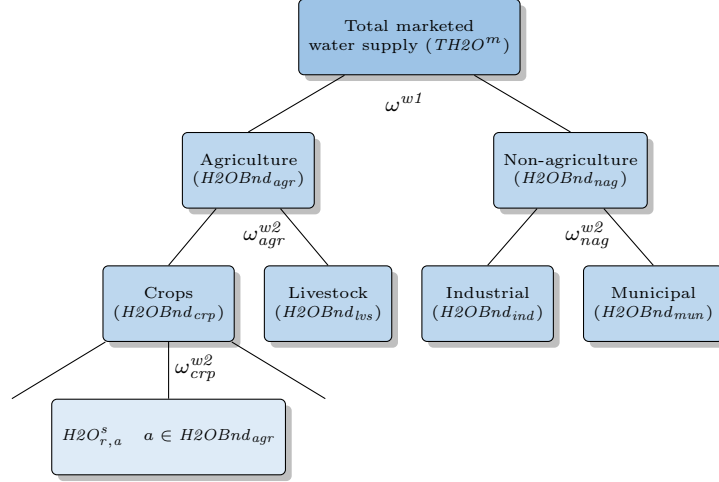 Total marketed
water supply (TH2O^m)
ω^w1
Agriculture
(H2OBnd_agr)
Non-agriculture
(H2OBnd_nag)
ω^w2_agr
ω^w2_nag
Crops
(H2OBnd_crp)
Livestock
(H2OBnd_lvs)
Industrial
(H2OBnd_ind)
Municipal
(H2OBnd_mun)
ω^w2_crp
H2O^s_r,a a ∈ H2OBnd_agr